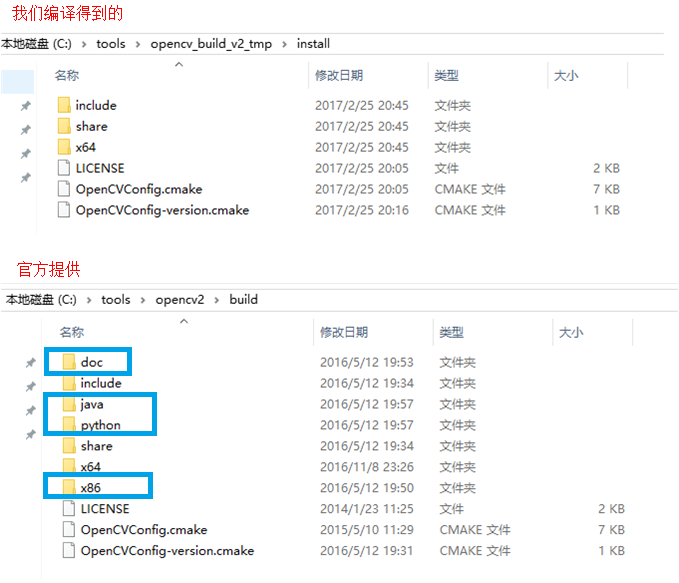 我们编译得到的
本地磁盘 (C:) > tools > opencv_build_v2_tmp > install
名称 修改日期 类型 大小
include 2017/2/25 20:45 文件夹
share 2017/2/25 20:45 文件夹
x64 2017/2/25 20:45 文件夹
LICENSE 2017/2/25 20:05 文件 2 KB
OpenCVConfig.cmake 2017/2/25 20:05 CMAKE 文件 7 KB
OpenCVConfig-version.cmake 2017/2/25 20:16 CMAKE 文件 1 KB
官方提供
本地磁盘 (C:) > tools > opencv2 > build
名称 修改日期 类型 大小
doc 2016/5/12 19:53 文件夹
include 2016/5/12 19:34 文件夹
java 2016/5/12 19:57 文件夹
python 2016/5/12 19:57 文件夹
share 2016/5/12 19:34 文件夹
x64 2016/11/8 23:26 文件夹
x86 2016/5/12 19:50 文件夹
LICENSE 2014/1/23 11:25 文件 2 KB
OpenCVConfig.cmake 2015/5/10 11:29 CMAKE 文件 7 KB
OpenCVConfig-version.cmake 2016/5/12 19:31 CMAKE 文件 1 KB